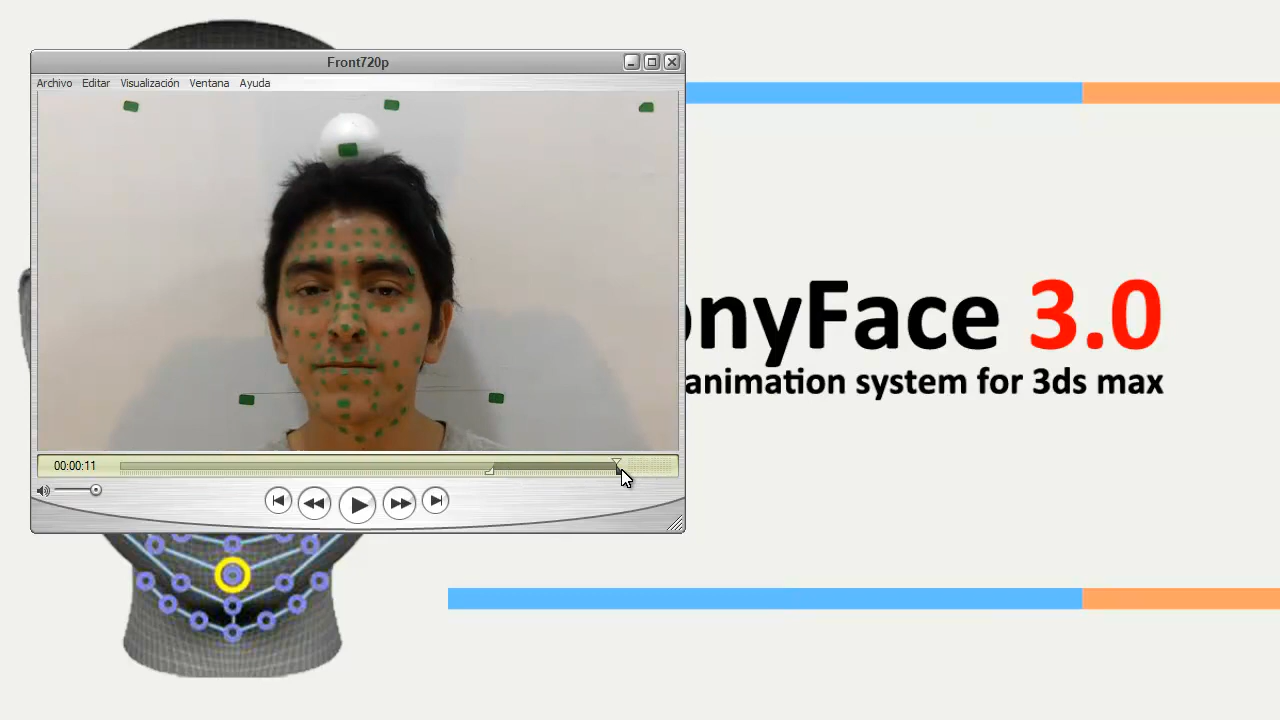 Front720p
Archivo Editar Visualización Ventana Ayuda
onyFace 3.0
animation system for 3ds max
00:00:11